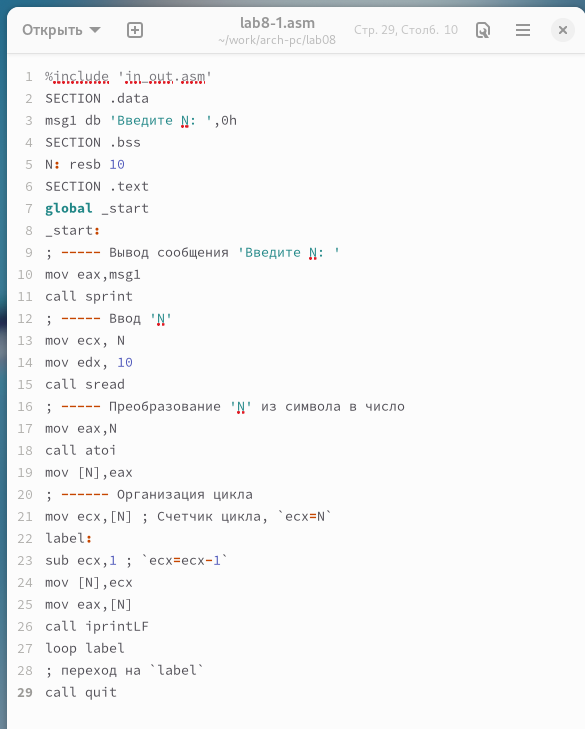 Открыть
lab8-1.asm
~/work/arch-pc/lab08
Стр. 29, Столб. 10
1 %include 'in_out.asm'
2 SECTION .data
3 msg1 db 'Введите N: ',0h
4 SECTION .bss
5 N: resb 10
6 SECTION .text
7 global _start
8 _start:
9 ; ----- Вывод сообщения 'Введите N: '
10 mov eax,msg1
11 call sprint
12 ; ----- Ввод 'N'
13 mov ecx, N
14 mov edx, 10
15 call sread
16 ; ----- Преобразование 'N' из символа в число
17 mov eax,N
18 call atoi
19 mov [N],eax
20 ; ------ Организация цикла
21 mov ecx,[N] ; Счетчик цикла, `ecx=N`
22 label:
23 sub ecx,1 ; `ecx=ecx-1`
24 mov [N],ecx
25 mov eax,[N]
26 call iprintLF
27 loop label
28 ; переход на `label`
29 call quit